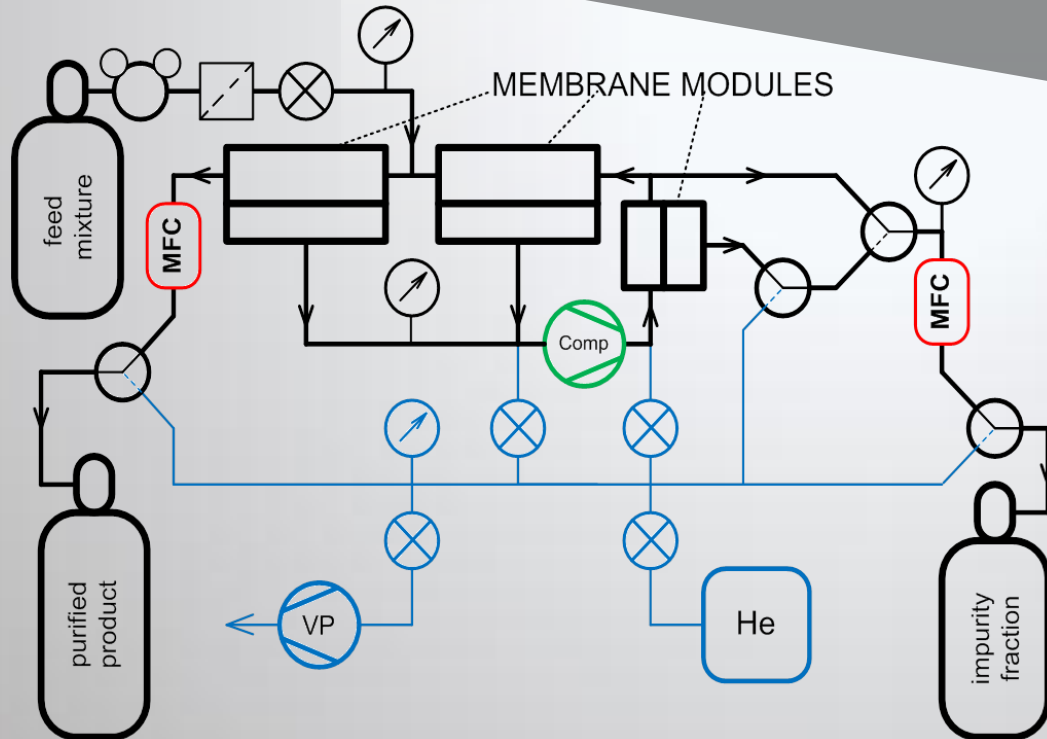 MEMBRANE MODULES
feed
mixture
MFC
MFC
Comp
purified
product
VP
He
impurity
fraction